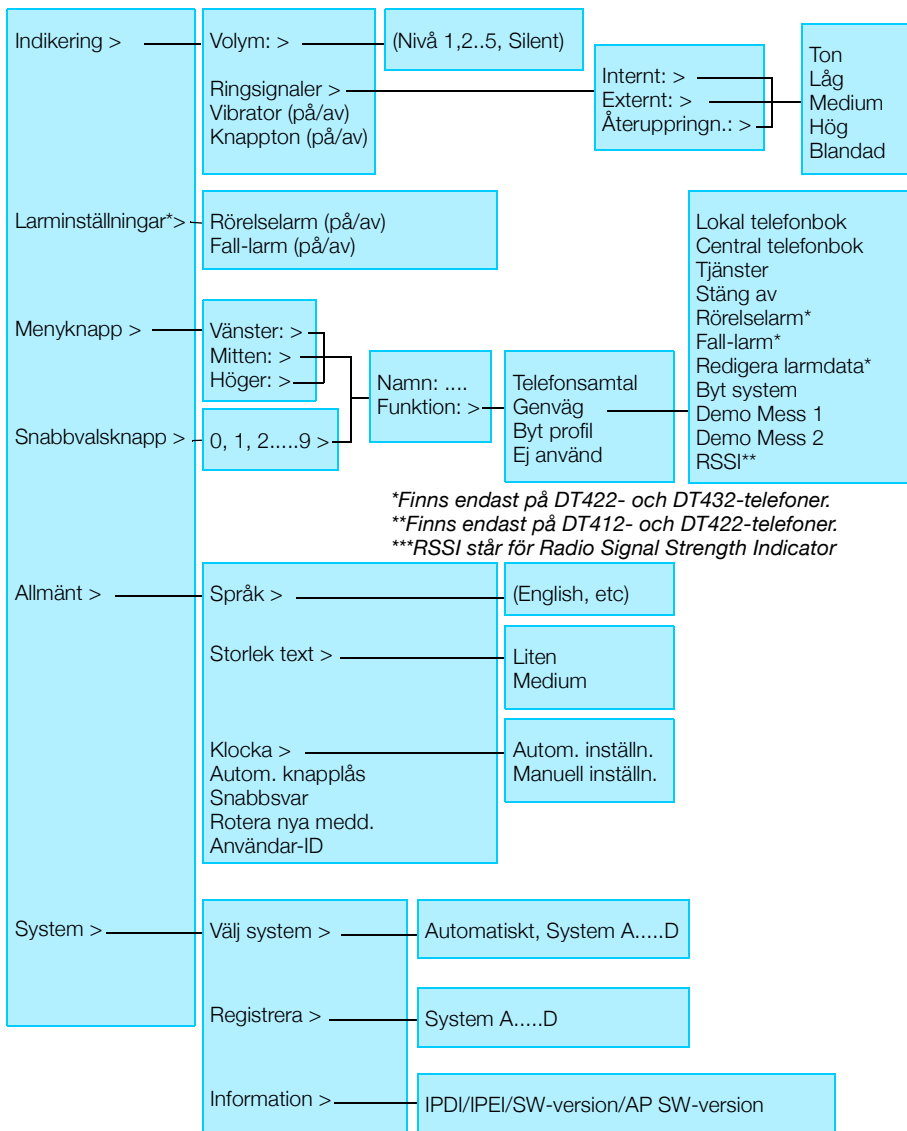 Indikering >
Volym: >
(Nivå 1,2..5, Silent)
Ringsignaler >
Vibrator (på/av)
Knappton (på/av)
Internt: >
Externt: >
Återuppringn.: >
Ton
Låg
Medium
Hög
Blandad
Larminställningar*>
Rörelselarm (på/av)
Fall-larm (på/av)
Menyknapp >
Vänster: >
Mitten: >
Höger: >
Snabbvalsknapp >
0, 1, 2.....9 >
Namn: ....
Funktion: >
Telefonsamtal
Genväg
Byt profil
Ej använd
Lokal telefonbok
Central telefonbok
Tjänster
Stäng av
Rörelselarm*
Fall-larm*
Redigera larmdata*
Byt system
Demo Mess 1
Demo Mess 2
RSSI**
*Finns endast på DT422- och DT432-telefoner.
**Finns endast på DT412- och DT422-telefoner.
***RSSI står för Radio Signal Strength Indicator
Allmänt >
Språk >
(English, etc)
Storlek text >
Liten
Medium
Klocka >
Autom. knapplås
Snabbsvar
Rotera nya medd.
Användar-ID
Autom. inställn.
Manuell inställn.
System >
Välj system >
Automatiskt, System A.....D
Registrera >
System A.....D
Information >
IPDI/IPEI/SW-version/AP SW-version